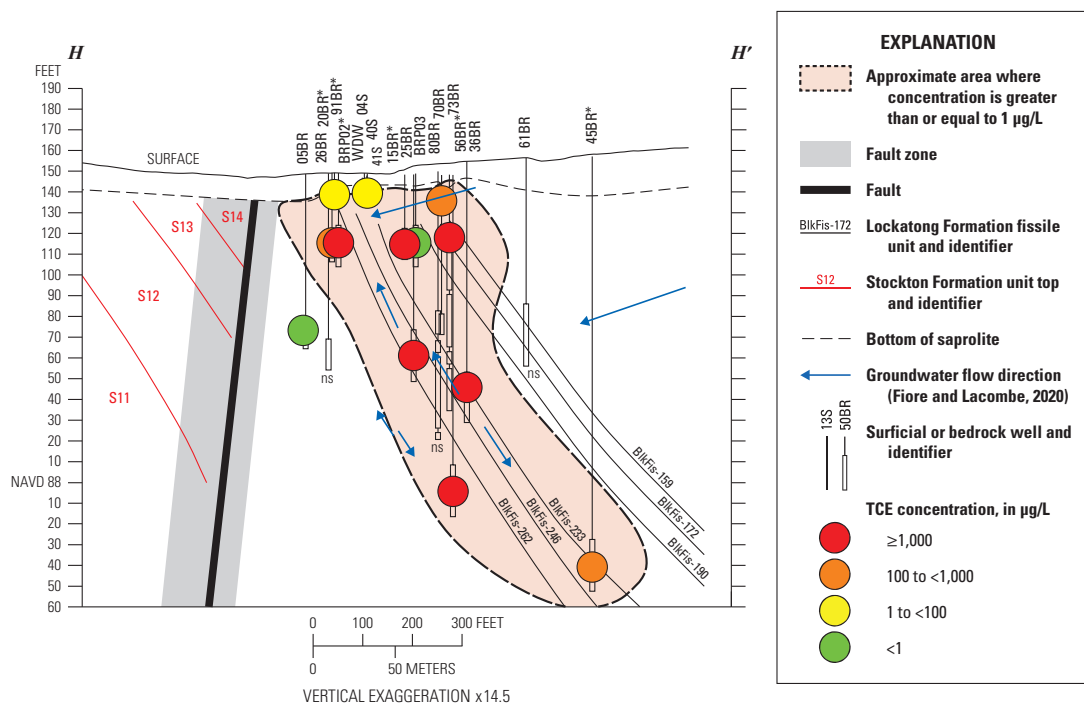 H
H′
FEET
190
180
170
160
150
140
130
120
110
100
90
80
70
60
50
40
30
20
10
NAVD 88
10
20
30
40
50
60
SURFACE
05BR
26BR
20BR*
91BR*
BRP02*
WDW
04S
40S
41S
15BR*
25BR
BRP03
80BR
70BR
73BR
56BR*
36BR
61BR
45BR*
S14
S13
S12
S11
ns
ns
ns
BlkFis-159
BlkFis-172
BlkFis-190
BlkFis-233
BlkFis-246
BlkFis-262
0 100 200 300 FEET
0 50 METERS
VERTICAL EXAGGERATION x14.5
EXPLANATION
Approximate area where
concentration is greater
than or equal to 1 µg/L
Fault zone
Fault
BlkFis-172
Lockatong Formation fissile
unit and identifier
S12
Stockton Formation unit top
and identifier
Bottom of saprolite
Groundwater flow direction
(Fiore and Lacombe, 2020)
13S
50BR
Surficial or bedrock well and
identifier
TCE concentration, in µg/L
≥1,000
100 to <1,000
1 to <100
<1